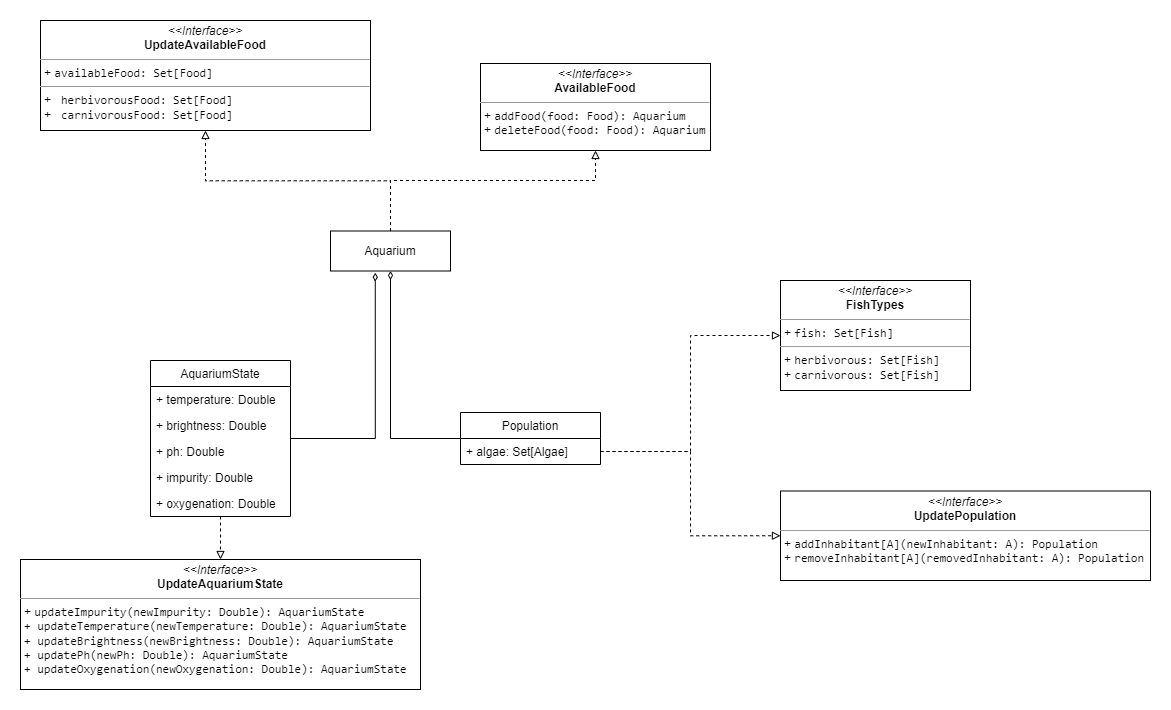 <<Interface>>
UpdateAvailableFood
+ availableFood: Set[Food]
+ herbivorousFood: Set[Food]
+ carnivorousFood: Set[Food]
<<Interface>>
AvailableFood
+ addFood(food: Food): Aquarium
+ deleteFood(food: Food): Aquarium
Aquarium
<<Interface>>
FishTypes
+ fish: Set[Fish]
+ herbivorous: Set[Fish]
+ carnivorous: Set[Fish]
AquariumState
+ temperature: Double
+ brightness: Double
+ ph: Double
+ impurity: Double
+ oxygenation: Double
Population
+ algae: Set[Algae]
<<Interface>>
UpdatePopulation
+ addInhabitant[A](newInhabitant: A): Population
+ removeInhabitant[A](removedInhabitant: A): Population
<<Interface>>
UpdateAquariumState
+ updateImpurity(newImpurity: Double): AquariumState
+ updateTemperature(newTemperature: Double): AquariumState
+ updateBrightness(newBrightness: Double): AquariumState
+ updatePh(newPh: Double): AquariumState
+ updateOxygenation(newOxygenation: Double): AquariumState